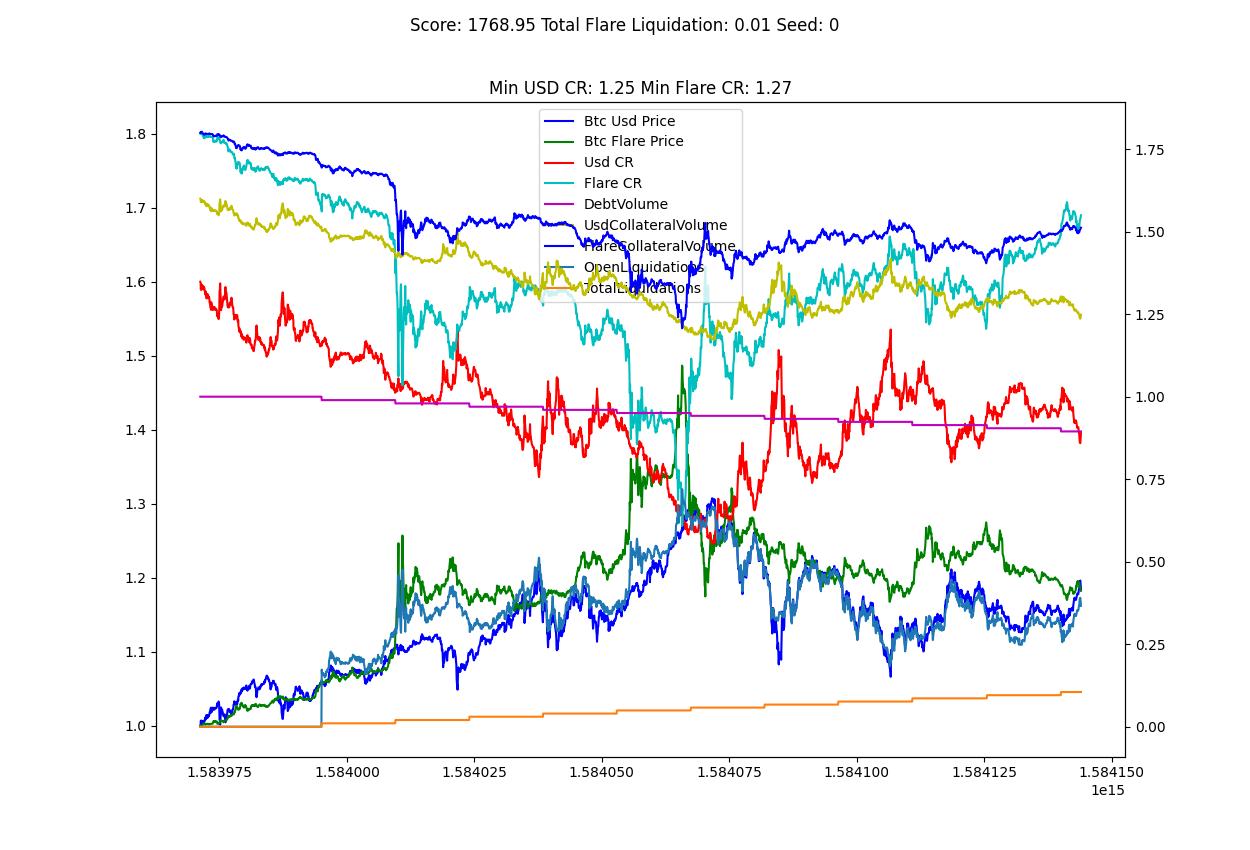 Score: 1768.95 Total Flare Liquidation: 0.01 Seed: 0
Min USD CR: 1.25 Min Flare CR: 1.27
Btc Usd Price
Btc Flare Price
Usd CR
Flare CR
DebtVolume
UsdCollateralVolume
FlareCollateralVolume
OpenLiquidations
TotalLiquidations
1.8
1.7
1.6
1.5
1.4
1.3
1.2
1.1
1.0
1.75
1.50
1.25
1.00
0.75
0.50
0.25
0.00
1.583975
1.584000
1.584025
1.584050
1.584075
1.584100
1.584125
1.584150
1e15